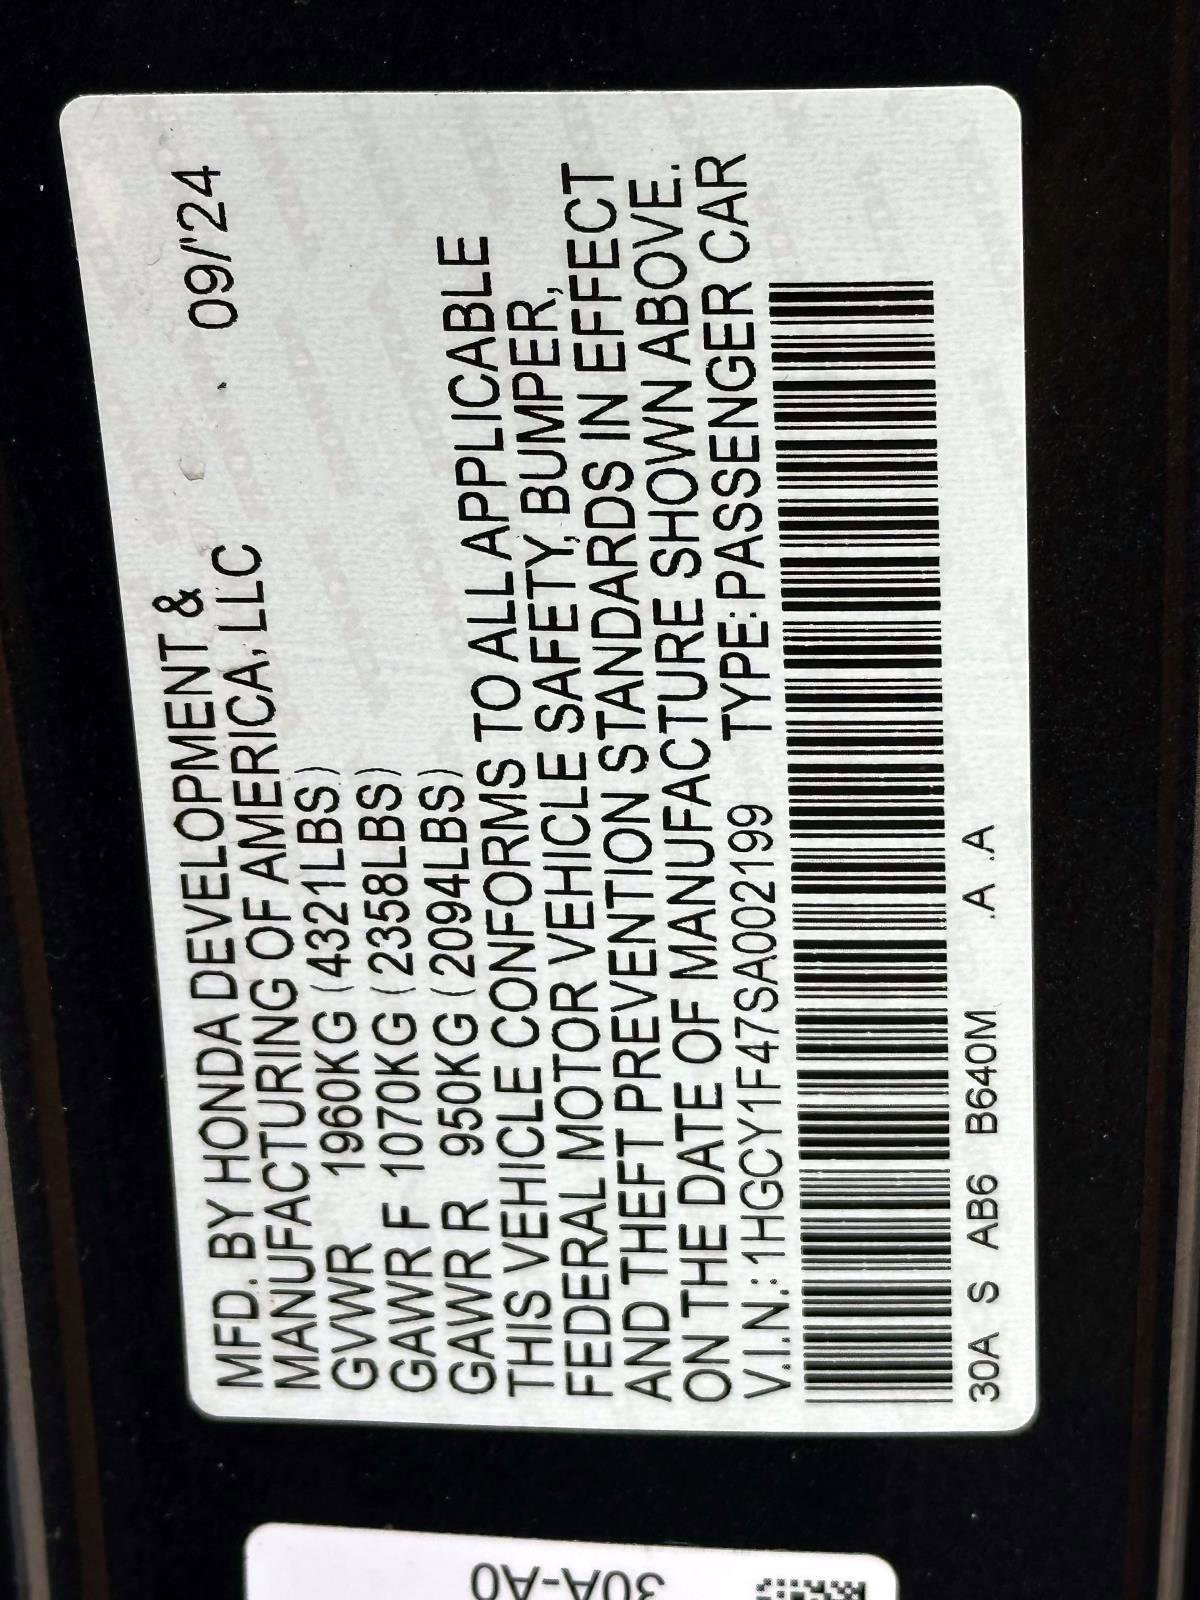 MFD. BY HONDA DEVELOPMENT &
MANUFACTURING OF AMERICA, LLC 09/'24
GVWR 1960KG (4321LBS)
GAWR F 1070KG (2358LBS)
GAWR R 950KG (2094LBS)
THIS VEHICLE CONFORMS TO ALL APPLICABLE
FEDERAL MOTOR VEHICLE SAFETY, BUMPER,
AND THEFT PREVENTION STANDARDS IN EFFECT
ON THE DATE OF MANUFACTURE SHOWN ABOVE.
V.I.N.: 1HGCY1F47SA002199 TYPE: PASSENGER CAR
30A S AB6 B640M .A .A
30A-A0